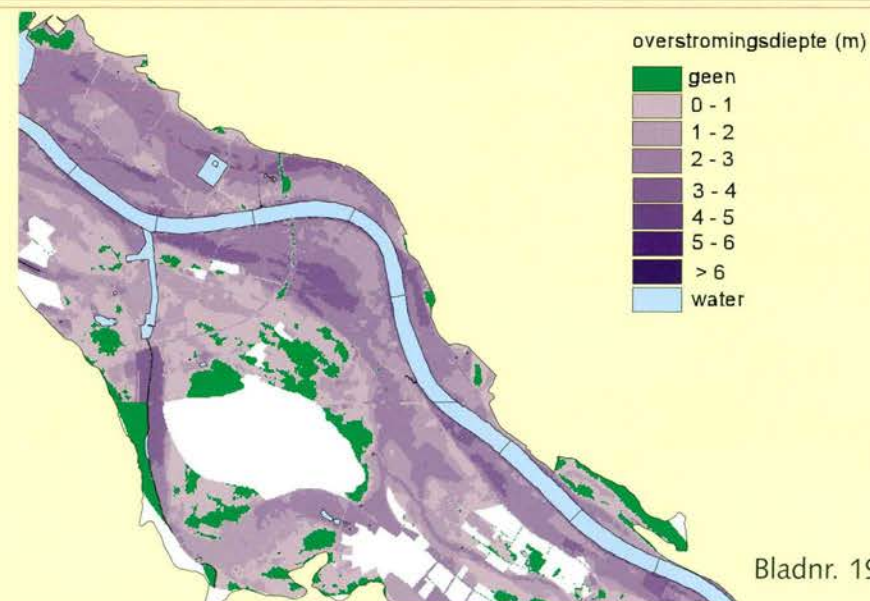 overstromingsdiepte (m)
geen
0 - 1
1 - 2
2 - 3
3 - 4
4 - 5
5 - 6
> 6
water
Bladnr. 19